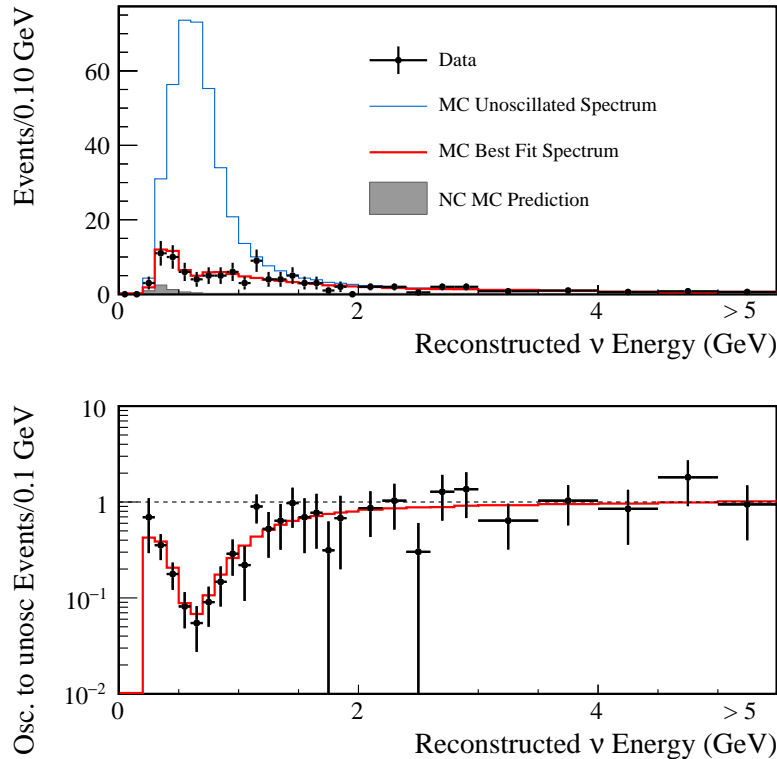 Events/0.10 GeV
60
40
20
0
Data
MC Unoscillated Spectrum
MC Best Fit Spectrum
NC MC Prediction
0 2 4 > 5
Reconstructed ν Energy (GeV)
Osc. to unosc Events/0.1 GeV
10
1
10⁻¹
10⁻²
0 2 4 > 5
Reconstructed ν Energy (GeV)